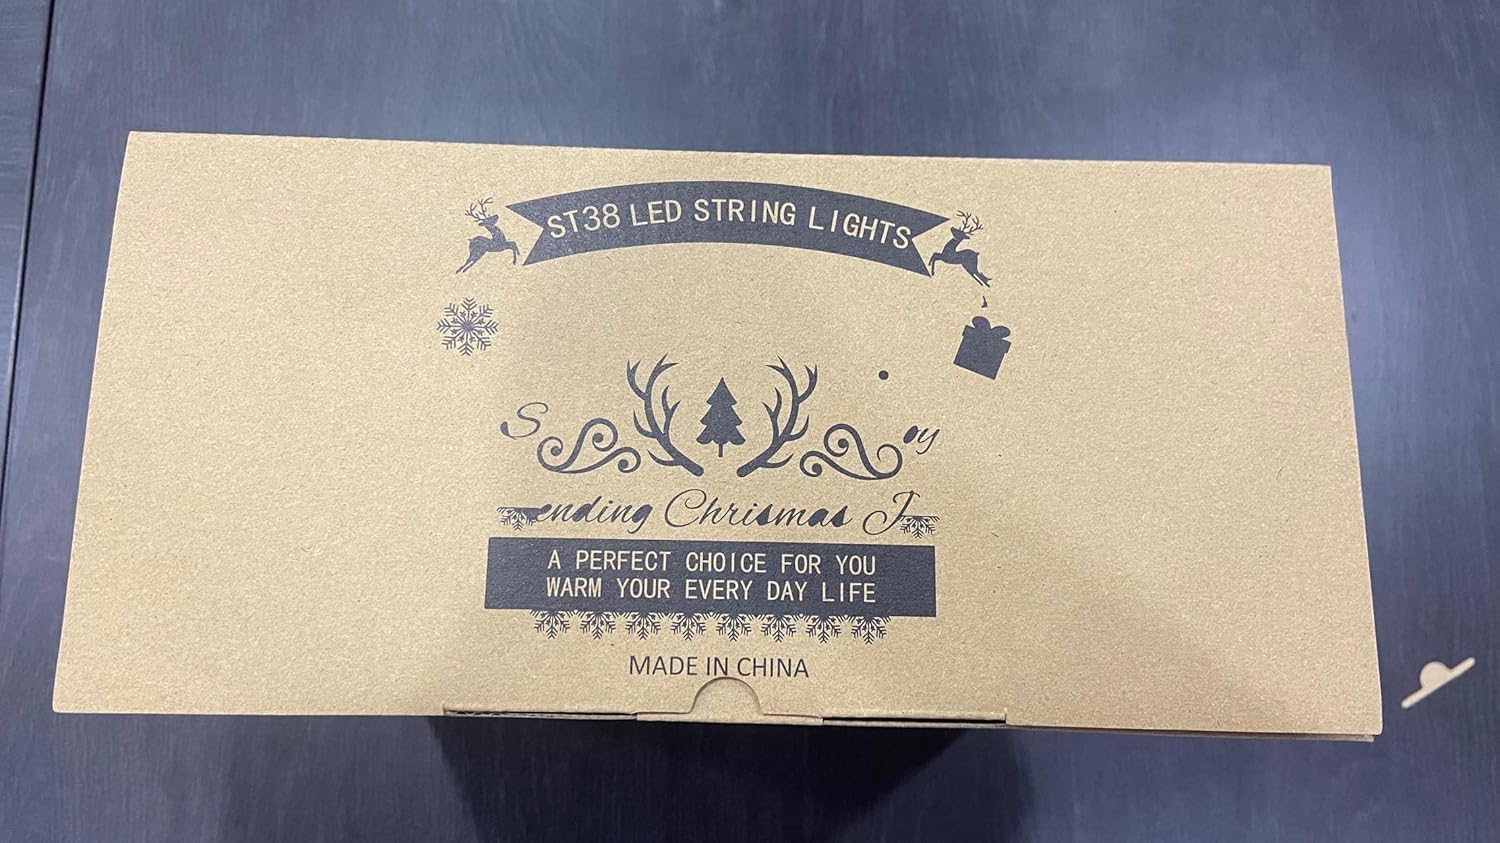 ST38 LED STRING LIGHTS
S oy
ending Chrismas J
A PERFECT CHOICE FOR YOU
WARM YOUR EVERY DAY LIFE
MADE IN CHINA